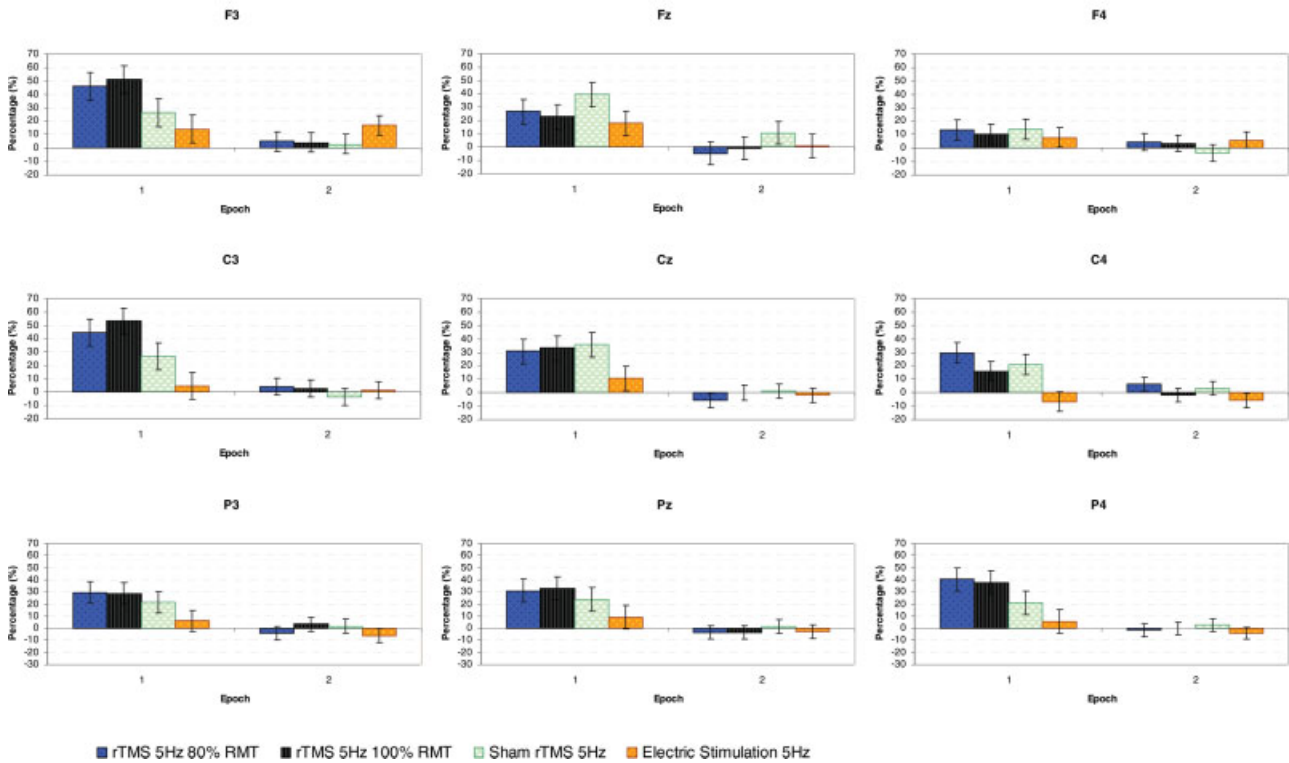 F3 Fz F4
70 70 70
60 60 60
50 50 50
40 40 40
30 30 30
20 20 20
10 10 10
0 0 0
-10 -10 -10
-20 -20 -20
Percentage (%) Percentage (%) Percentage (%)
1 2 1 2 1 2
Epoch Epoch Epoch
C3 Cz C4
70 70 70
60 60 60
50 50 50
40 40 40
30 30 30
20 20 20
10 10 10
0 0 0
-10 -10 -10
-20 -20 -20
Percentage (%) Percentage (%) Percentage (%)
1 2 1 2 1 2
Epoch Epoch Epoch
P3 Pz P4
70 70 70
60 60 60
50 50 50
40 40 40
30 30 30
20 20 20
10 10 10
0 0 0
-10 -10 -10
-20 -20 -20
-30 -30 -30
Percentage (%) Percentage (%) Percentage (%)
1 2 1 2 1 2
Epoch Epoch Epoch
rTMS 5Hz 80% RMT rTMS 5Hz 100% RMT Sham rTMS 5Hz Electric Stimulation 5Hz